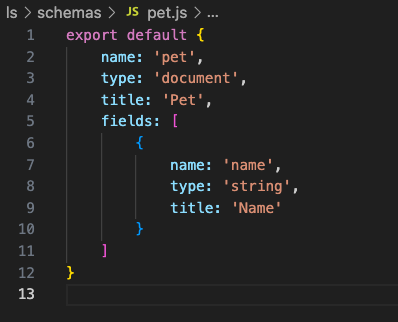 ls > schemas > JS pet.js > ...
1 export default {
2     name: 'pet',
3     type: 'document',
4     title: 'Pet',
5     fields: [
6         {
7             name: 'name',
8             type: 'string',
9             title: 'Name'
10         }
11     ]
12 }
13